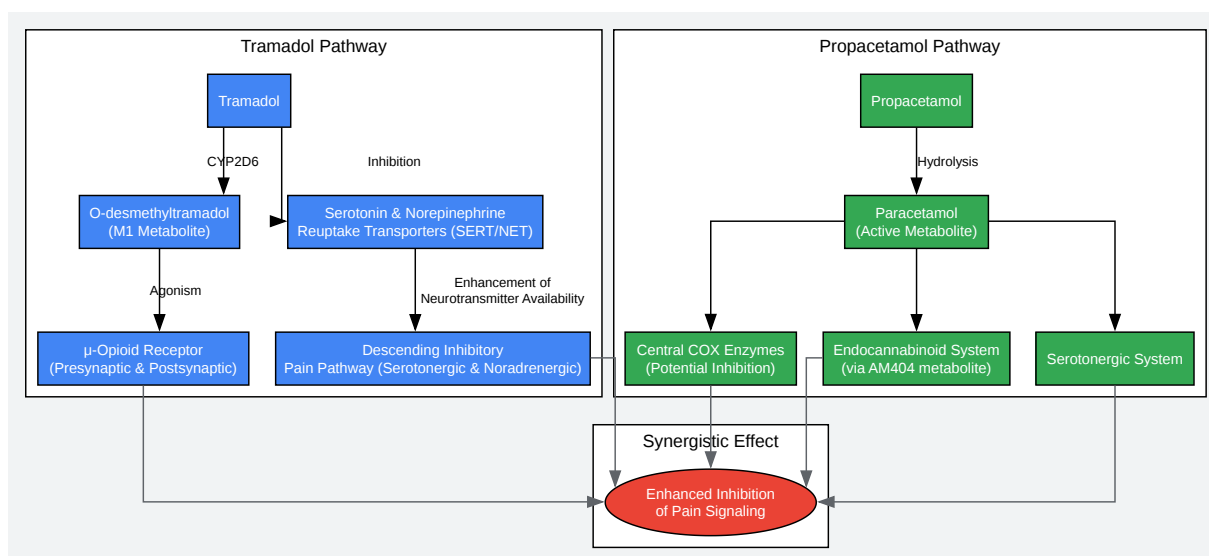 Tramadol Pathway
Tramadol
CYP2D6
Inhibition
O-desmethyltramadol
(M1 Metabolite)
Serotonin & Norepinephrine
Reuptake Transporters (SERT/NET)
Agonism
Enhancement of
Neurotransmitter Availability
μ-Opioid Receptor
(Presynaptic & Postsynaptic)
Descending Inhibitory
Pain Pathway (Serotonergic & Noradrenergic)
Propacetamol Pathway
Propacetamol
Hydrolysis
Paracetamol
(Active Metabolite)
Central COX Enzymes
(Potential Inhibition)
Endocannabinoid System
(via AM404 metabolite)
Serotonergic System
Synergistic Effect
Enhanced Inhibition
of Pain Signaling